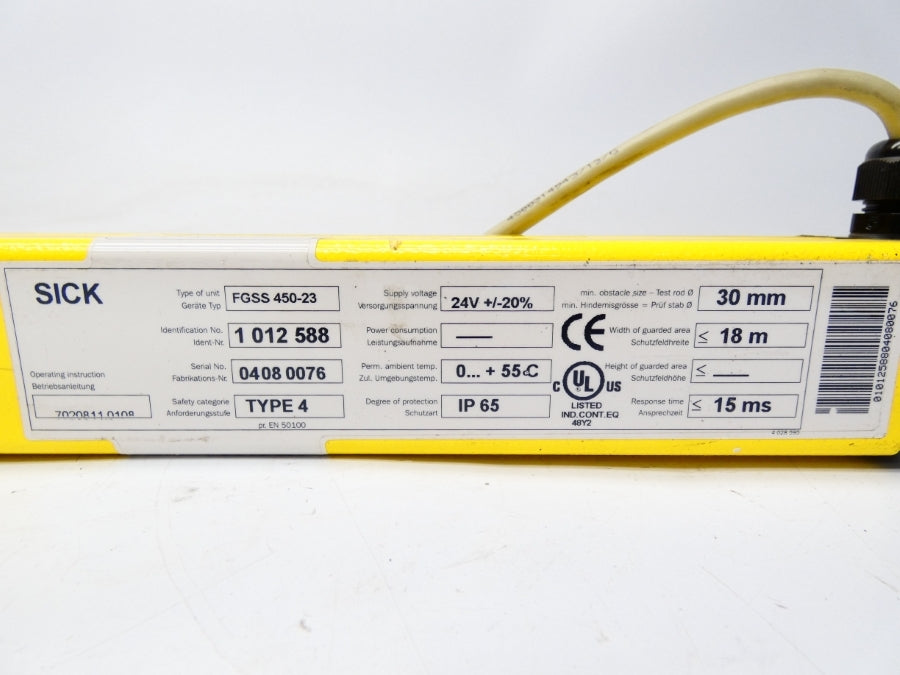 SICK
Type of unit
Geräte Typ
FGSS 450-23
Identification No.
Ident-Nr.
1 012 588
Serial No.
Fabrikations-Nr.
0408 0076
Operating instruction
Betriebsanleitung
7020811.0108
Safety categorie
Anforderungsstufe
TYPE 4
pr. EN 50100
Supply voltage
Versorgungsspannung
24V +/-20%
Power consumption
Leistungsaufnahme
Perm. ambient temp.
Zul. Umgebungstemp.
0... + 55°C
Degree of protection
Schutzart
IP 65
CE
C UL US
LISTED
IND.CONT.EQ
48Y2
min. obstacle size - Test rod Ø
min. Hindernisgrösse = Prüf stab Ø
30 mm
Width of guarded area
Schutzfeldbreite
≤ 18 m
Height of guarded area
Schutzfeldhöhe
≤
Response time
Ansprechzeit
≤ 15 ms
0101258804080076